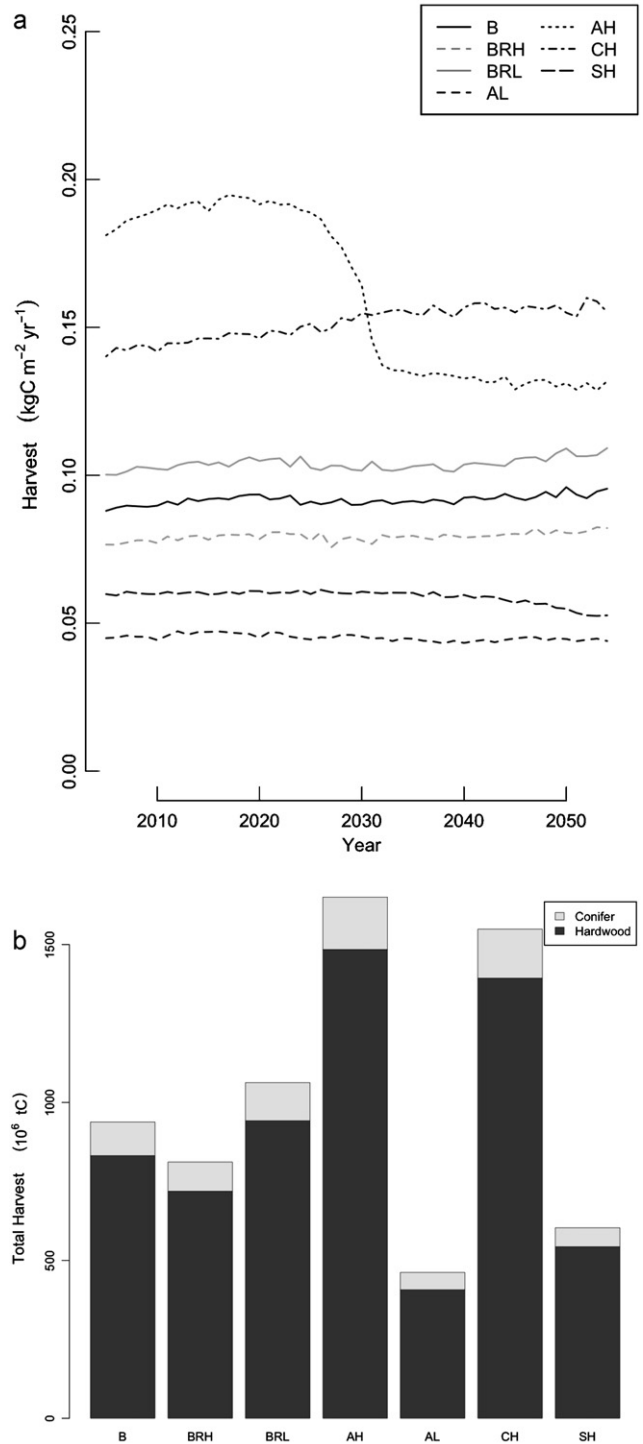 a
B
BRH
BRL
AL
AH
CH
SH
Harvest (kgC m−2 yr−1)
0.25
0.20
0.15
0.10
0.05
0.00
2010 2020 2030 2040 2050
Year
b
Conifer
Hardwood
Total Harvest (10^6 tC)
1500
1000
500
0
B BRH BRL AH AL CH SH